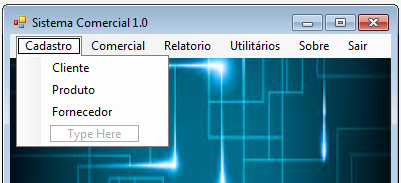 Sistema Comercial 1.0
Cadastro Comercial Relatorio Utilitários Sobre Sair
Cliente
Produto
Fornecedor
Type Here